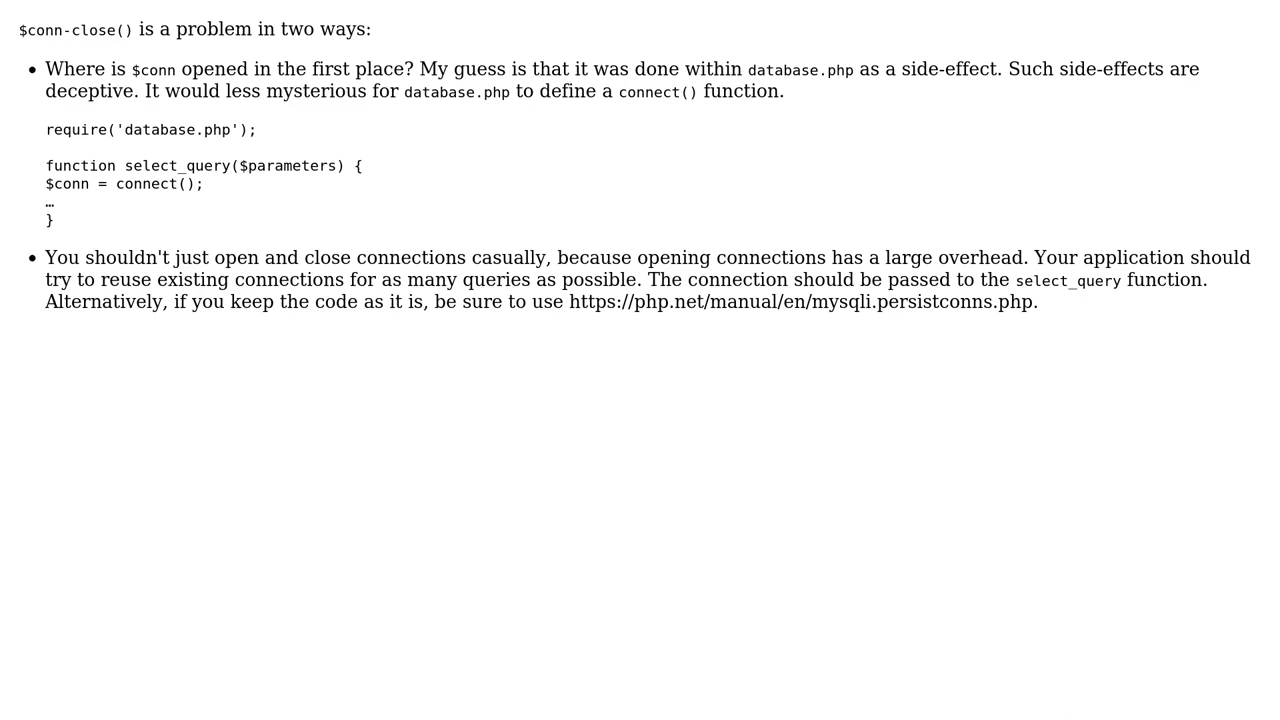 $conn-close() is a problem in two ways:
• Where is $conn opened in the first place? My guess is that it was done within database.php as a side-effect. Such side-effects are
deceptive. It would less mysterious for database.php to define a connect() function.
require('database.php');
function select_query($parameters) {
$conn = connect();
…
}
• You shouldn't just open and close connections casually, because opening connections has a large overhead. Your application should
try to reuse existing connections for as many queries as possible. The connection should be passed to the select_query function.
Alternatively, if you keep the code as it is, be sure to use https://php.net/manual/en/mysqli.persistconns.php.